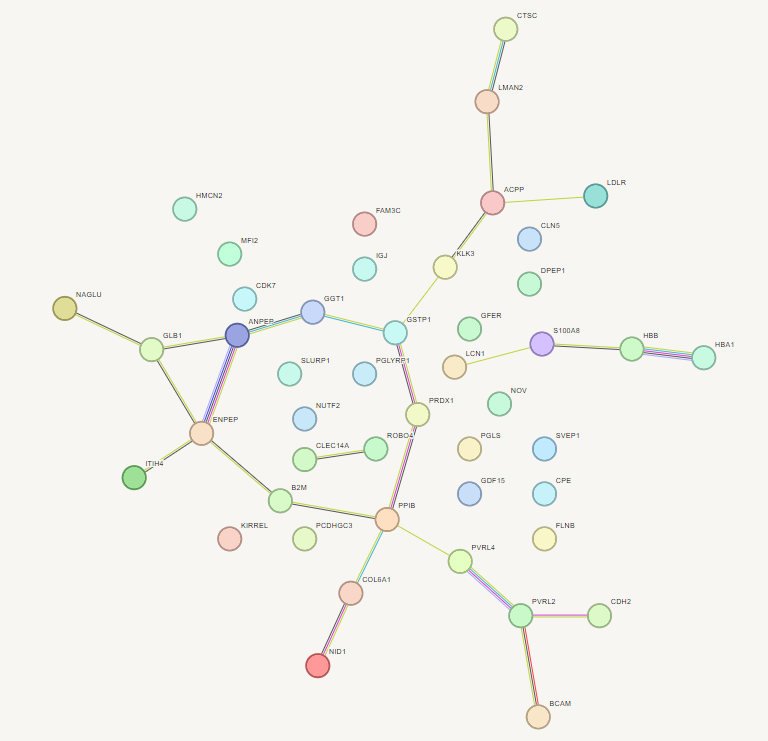 CTSC
LMAN2
LDLR
ACPP
HMCN2
FAM3C
CLN5
MFI2
IGJ
KLK3
DPEP1
CDK7
NAGLU
GGT1
GSTP1
GFER
ANPEP
S100A8
HBB
GLB1
HBA1
LCN1
SLURP1
PGLYRP1
NOV
NUTF2
PRDX1
ENPEP
ROBO4
PGLS
SVEP1
CLEC14A
ITIH4
GDF15
CPE
B2M
PPIB
KIRREL
PCDHGC3
FLNB
PVRL4
COL6A1
PVRL2
CDH2
NID1
BCAM